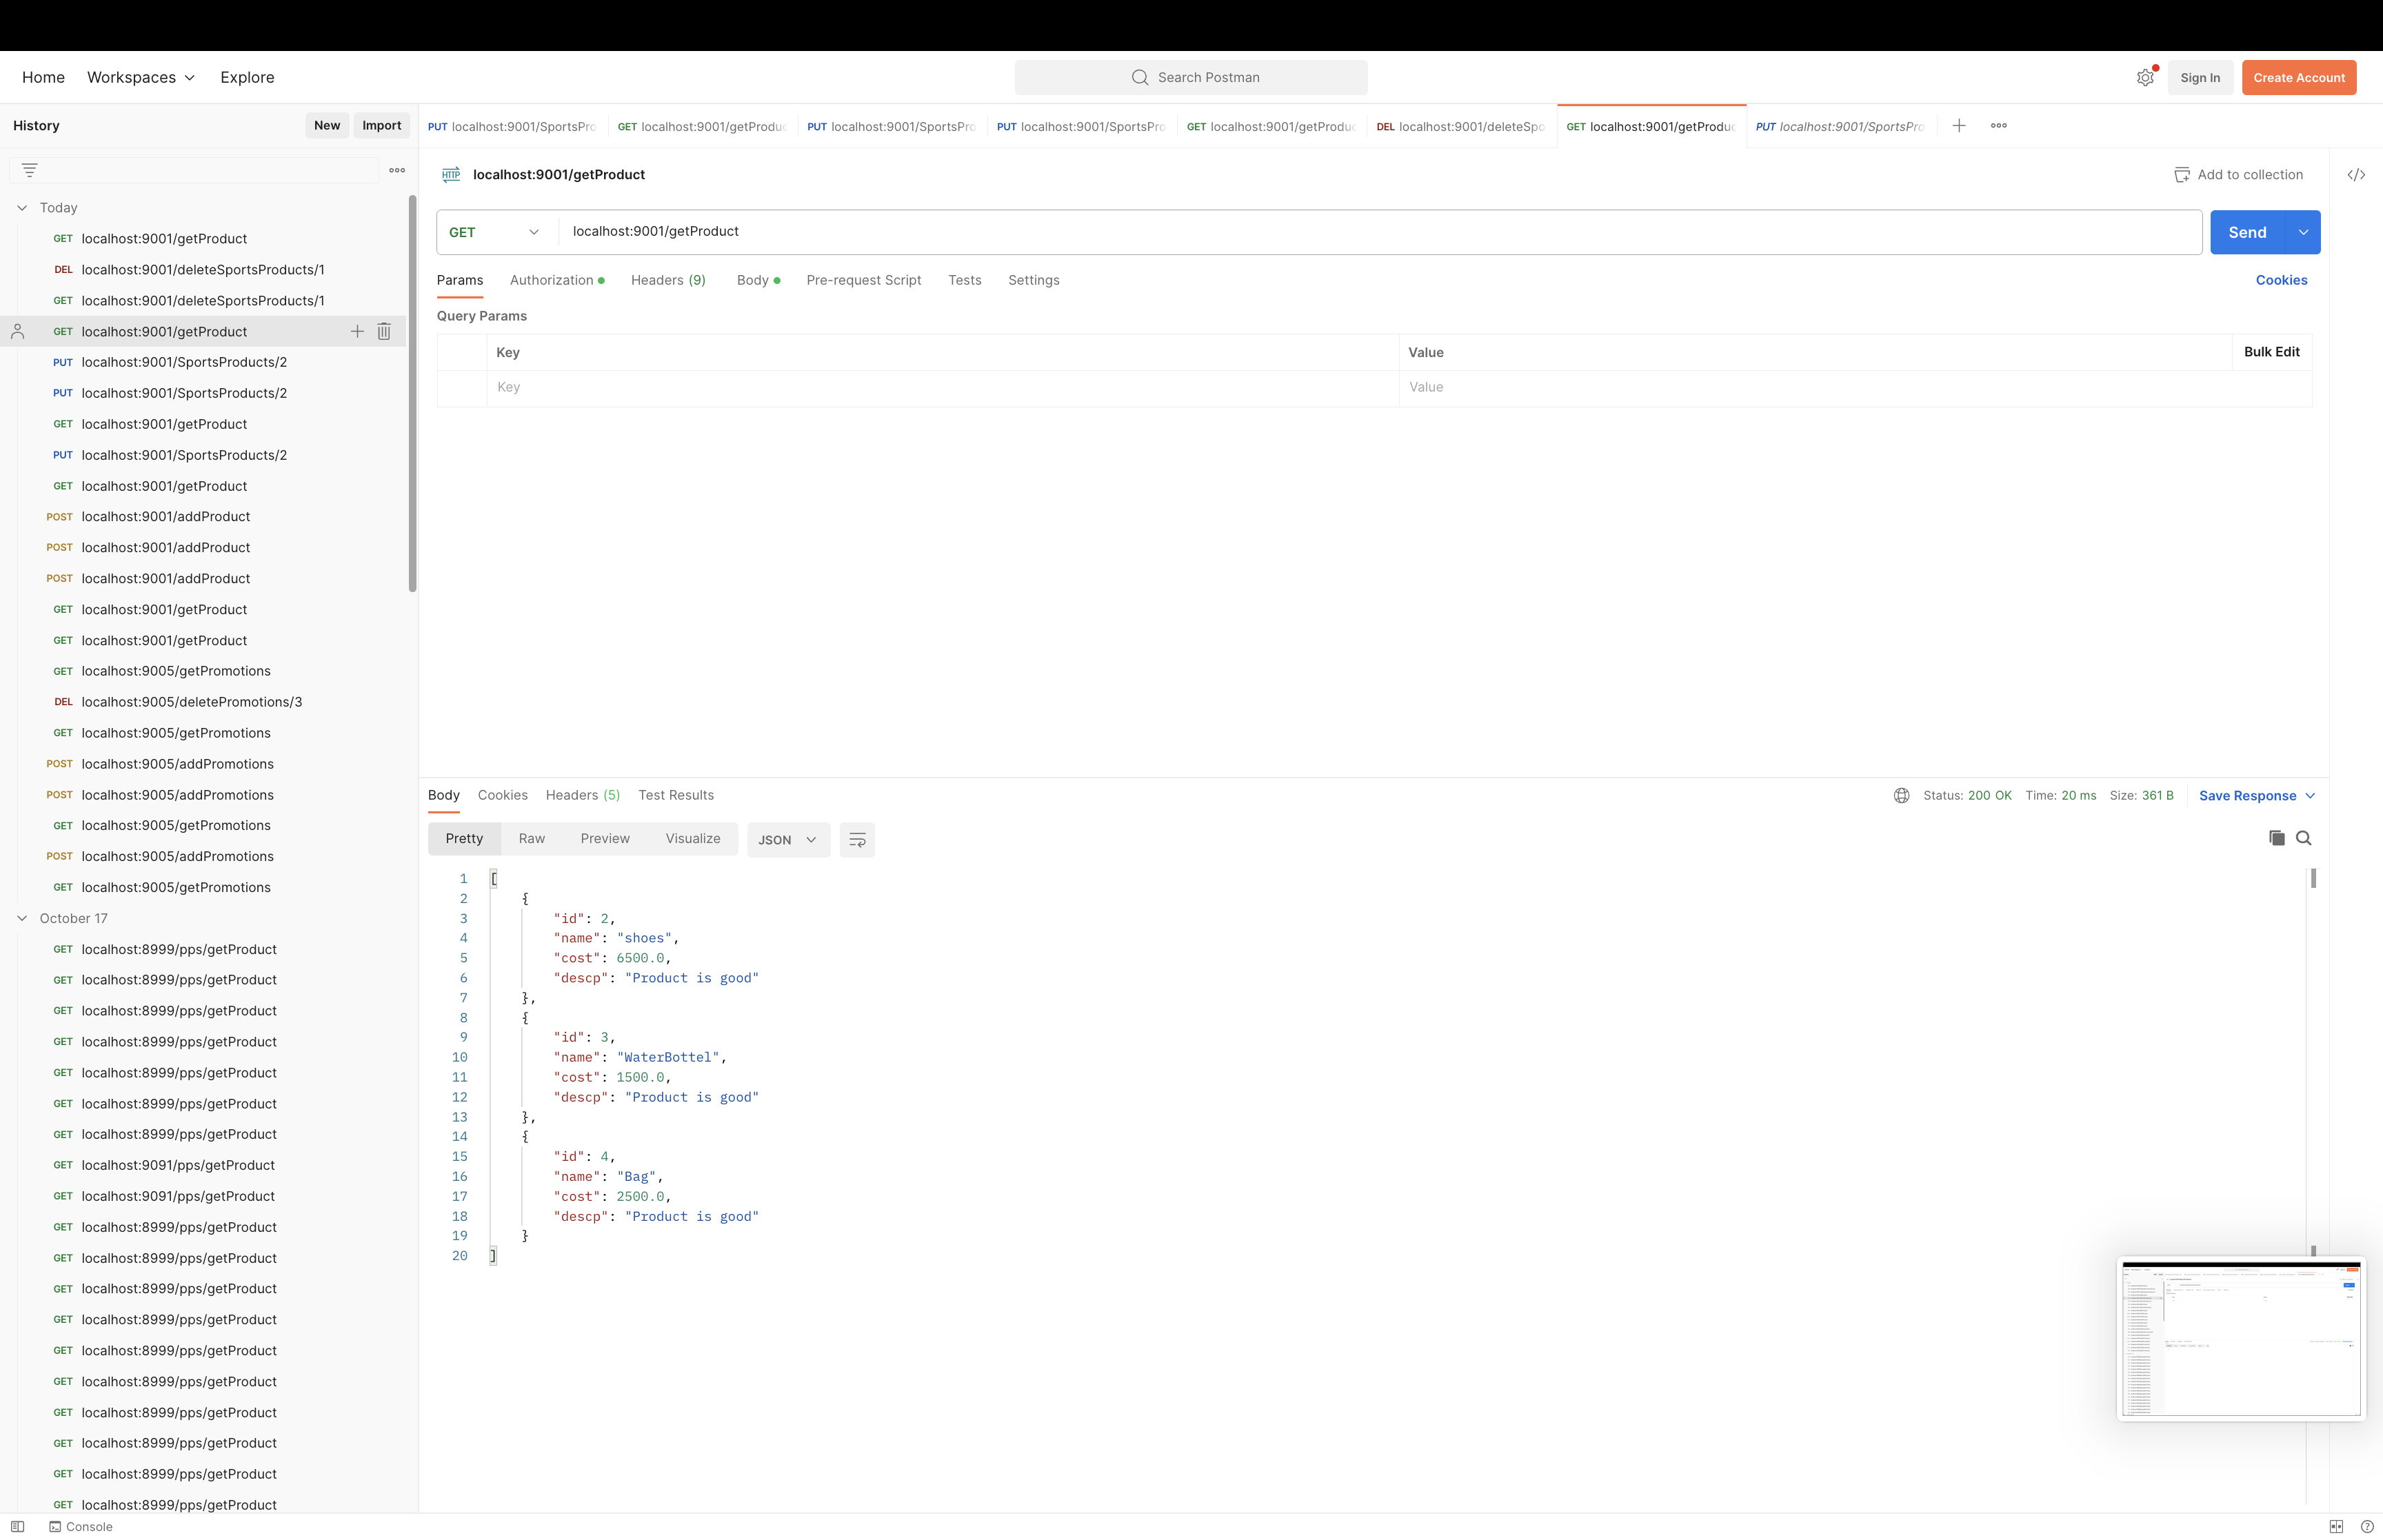 Home Workspaces Explore Search Postman Sign In Create Account
History New Import
PUT localhost:9001/SportsPro GET localhost:9001/getProduc PUT localhost:9001/SportsPro PUT localhost:9001/SportsPro GET localhost:9001/getProduc DEL localhost:9001/deleteSpo GET localhost:9001/getProduc PUT localhost:9001/SportsPro
Today
GET localhost:9001/getProduct
DEL localhost:9001/deleteSportsProducts/1
GET localhost:9001/deleteSportsProducts/1
GET localhost:9001/getProduct
PUT localhost:9001/SportsProducts/2
PUT localhost:9001/SportsProducts/2
GET localhost:9001/getProduct
PUT localhost:9001/SportsProducts/2
GET localhost:9001/getProduct
POST localhost:9001/addProduct
POST localhost:9001/addProduct
POST localhost:9001/addProduct
GET localhost:9001/getProduct
GET localhost:9001/getProduct
GET localhost:9005/getPromotions
DEL localhost:9005/deletePromotions/3
GET localhost:9005/getPromotions
POST localhost:9005/addPromotions
POST localhost:9005/addPromotions
GET localhost:9005/getPromotions
POST localhost:9005/addPromotions
GET localhost:9005/getPromotions
October 17
GET localhost:8999/pps/getProduct
GET localhost:8999/pps/getProduct
GET localhost:8999/pps/getProduct
GET localhost:8999/pps/getProduct
GET localhost:8999/pps/getProduct
GET localhost:8999/pps/getProduct
GET localhost:8999/pps/getProduct
GET localhost:9091/pps/getProduct
GET localhost:9091/pps/getProduct
GET localhost:8999/pps/getProduct
GET localhost:8999/pps/getProduct
GET localhost:8999/pps/getProduct
GET localhost:8999/pps/getProduct
GET localhost:8999/pps/getProduct
GET localhost:8999/pps/getProduct
GET localhost:8999/pps/getProduct
GET localhost:8999/pps/getProduct
GET localhost:8999/pps/getProduct
GET localhost:8999/pps/getProduct
HTTP localhost:9001/getProduct Add to collection </>
GET localhost:9001/getProduct Send
Params Authorization Headers (9) Body Pre-request Script Tests Settings Cookies
Query Params
Key Value Bulk Edit
Key Value
Body Cookies Headers (5) Test Results Status: 200 OK Time: 20 ms Size: 361 B Save Response
Pretty Raw Preview Visualize JSON
1 [
2 {
3 "id": 2,
4 "name": "shoes",
5 "cost": 6500.0,
6 "descp": "Product is good"
7 },
8 {
9 "id": 3,
10 "name": "WaterBottel",
11 "cost": 1500.0,
12 "descp": "Product is good"
13 },
14 {
15 "id": 4,
16 "name": "Bag",
17 "cost": 2500.0,
18 "descp": "Product is good"
19 }
20 ]
Console